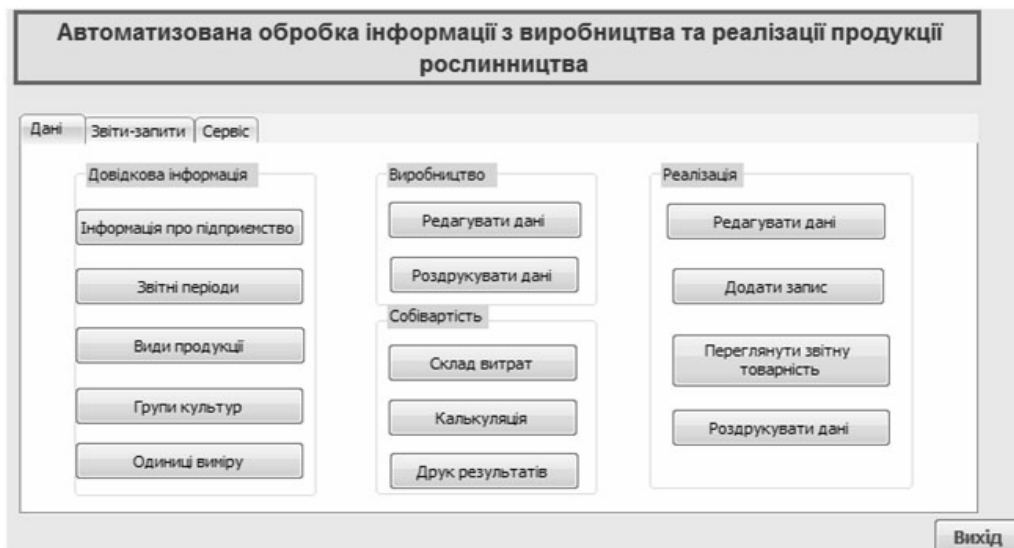 Автоматизована обробка інформації з виробництва та реалізації продукції
рослинництва
Дані
Звіти-запити
Сервіс
Довідкова інформація
Інформація про підприємство
Звітні періоди
Види продукції
Групи культур
Одиниці виміру
Виробництво
Редагувати дані
Роздрукувати дані
Собівартість
Склад витрат
Калькуляція
Друк результатів
Реалізація
Редагувати дані
Додати запис
Переглянути звітну
товарність
Роздрукувати дані
Вихід